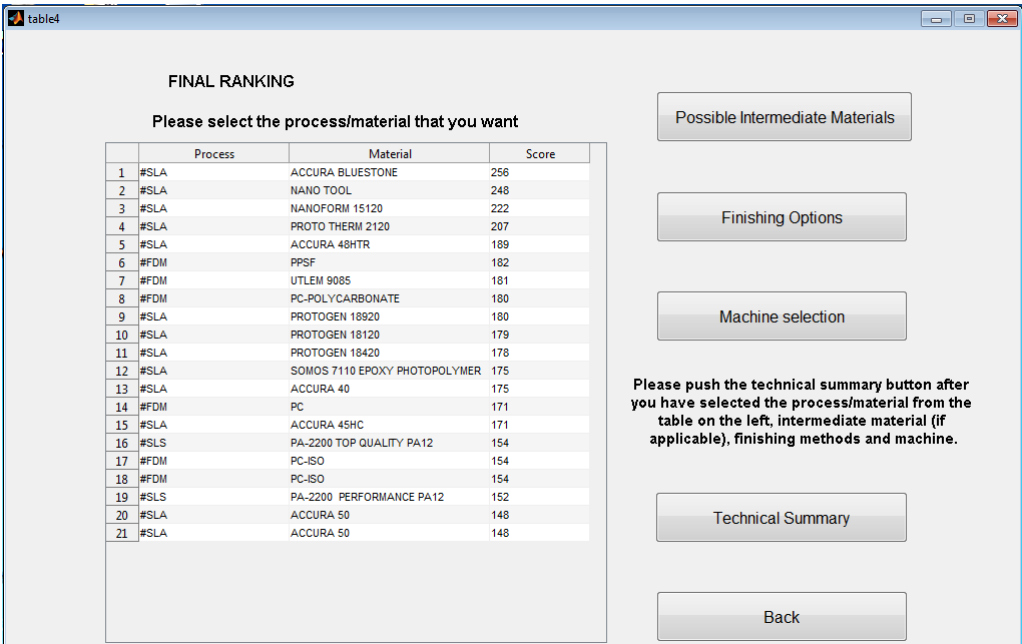 table4
FINAL RANKING
Please select the process/material that you want
Process Material Score
1 #SLA ACCURA BLUESTONE 256
2 #SLA NANO TOOL 248
3 #SLA NANOFORM 15120 222
4 #SLA PROTO THERM 2120 207
5 #SLA ACCURA 48HTR 189
6 #FDM PPSF 182
7 #FDM UTLEM 9085 181
8 #FDM PC-POLYCARBONATE 180
9 #SLA PROTOGEN 18920 180
10 #SLA PROTOGEN 18120 179
11 #SLA PROTOGEN 18420 178
12 #SLA SOMOS 7110 EPOXY PHOTOPOLYMER 175
13 #SLA ACCURA 40 175
14 #FDM PC 171
15 #SLA ACCURA 45HC 171
16 #SLS PA-2200 TOP QUALITY PA12 154
17 #FDM PC-ISO 154
18 #FDM PC-ISO 154
19 #SLS PA-2200 PERFORMANCE PA12 152
20 #SLA ACCURA 50 148
21 #SLA ACCURA 50 148
Possible Intermediate Materials
Finishing Options
Machine selection
Please push the technical summary button after
you have selected the process/material from the
table on the left, intermediate material (if
applicable), finishing methods and machine.
Technical Summary
Back